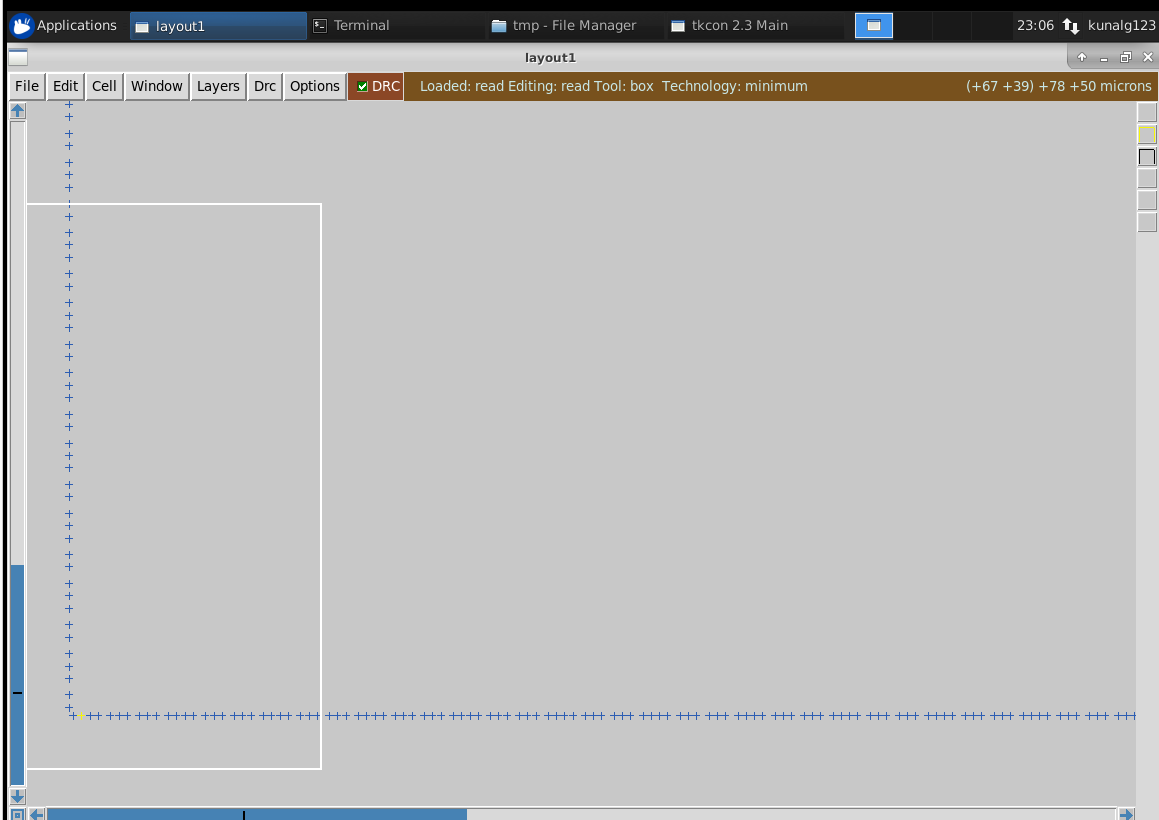 Applications layout1 Terminal tmp - File Manager tkcon 2.3 Main 23:06 kunalg123
layout1
File Edit Cell Window Layers Drc Options DRC Loaded: read Editing: read Tool: box Technology: minimum (+67 +39) +78 +50 microns